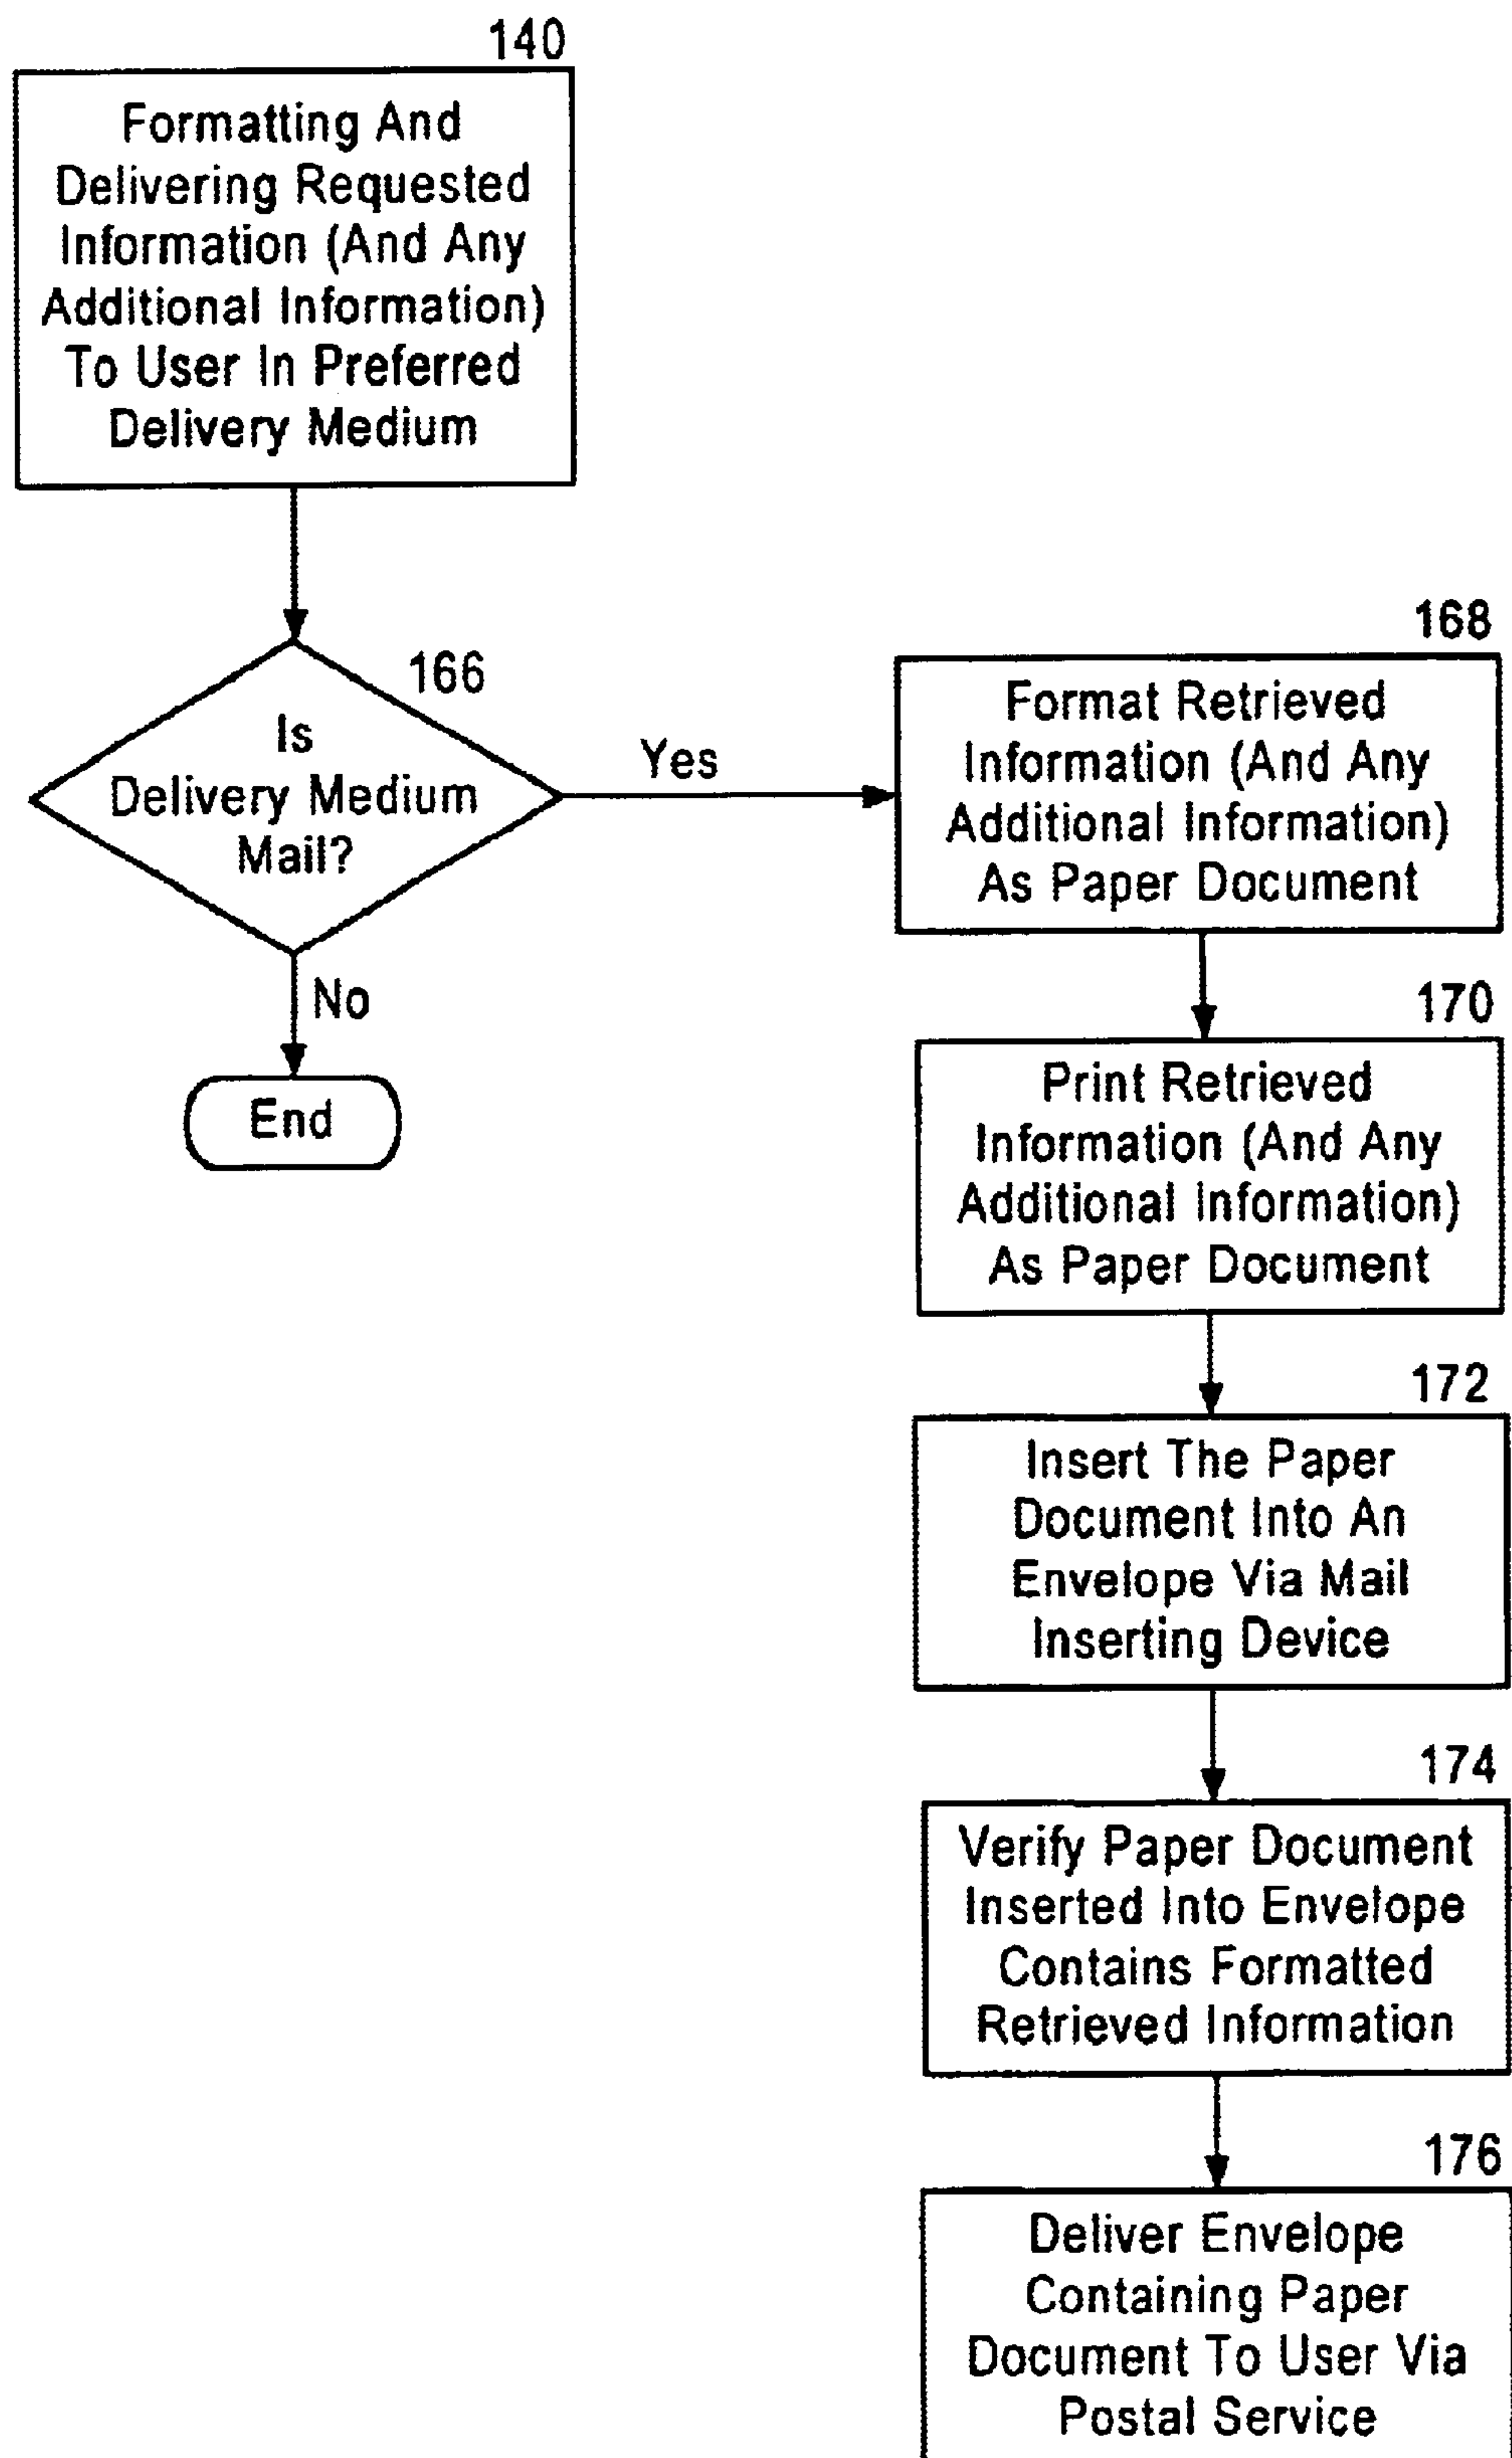 140
Formatting And
Delivering Requested
Information (And Any
Additional Information)
To User In Preferred
Delivery Medium
166
Is
Delivery Medium
Mail?
Yes
No
End
168
Format Retrieved
Information (And Any
Additional Information)
As Paper Document
170
Print Retrieved
Information (And Any
Additional Information)
As Paper Document
172
Insert The Paper
Document Into An
Envelope Via Mail
Inserting Device
174
Verify Paper Document
Inserted Into Envelope
Contains Formatted
Retrieved Information
176
Deliver Envelope
Containing Paper
Document To User Via
Postal Service